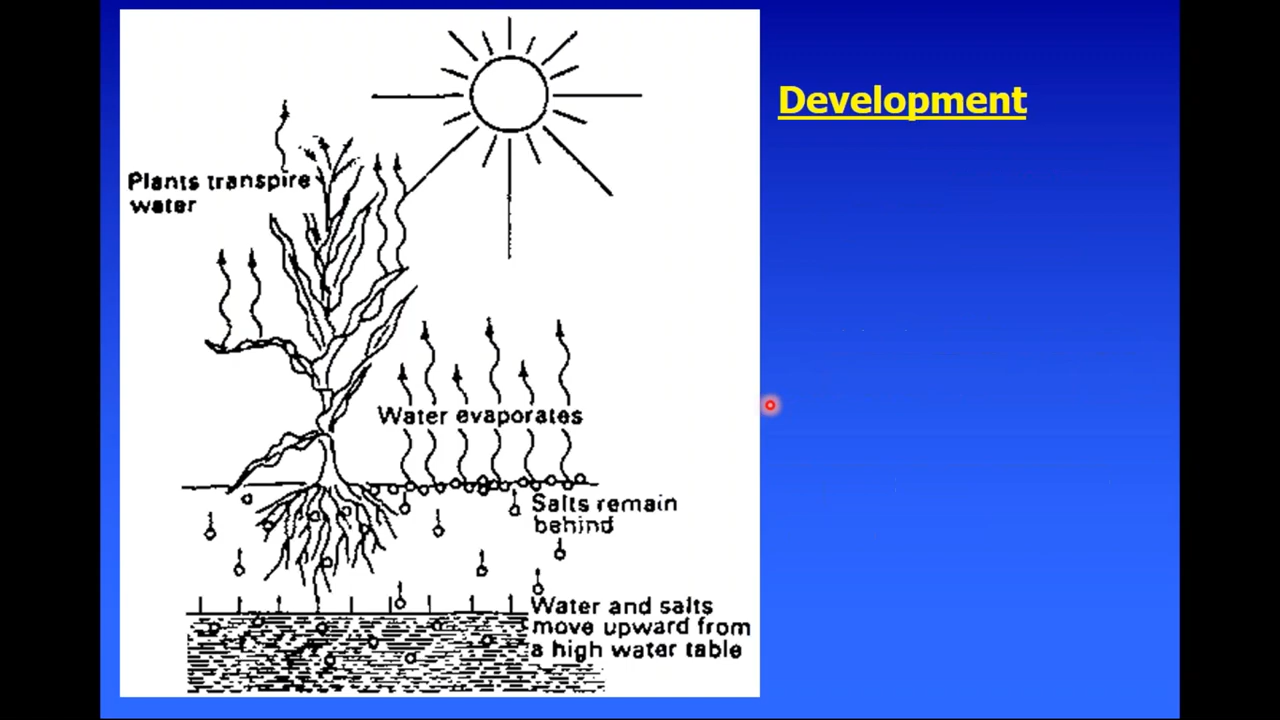 Development
Plants transpire
water
Water evaporates
Salts remain
behind
Water and salts
move upward from
a high water table